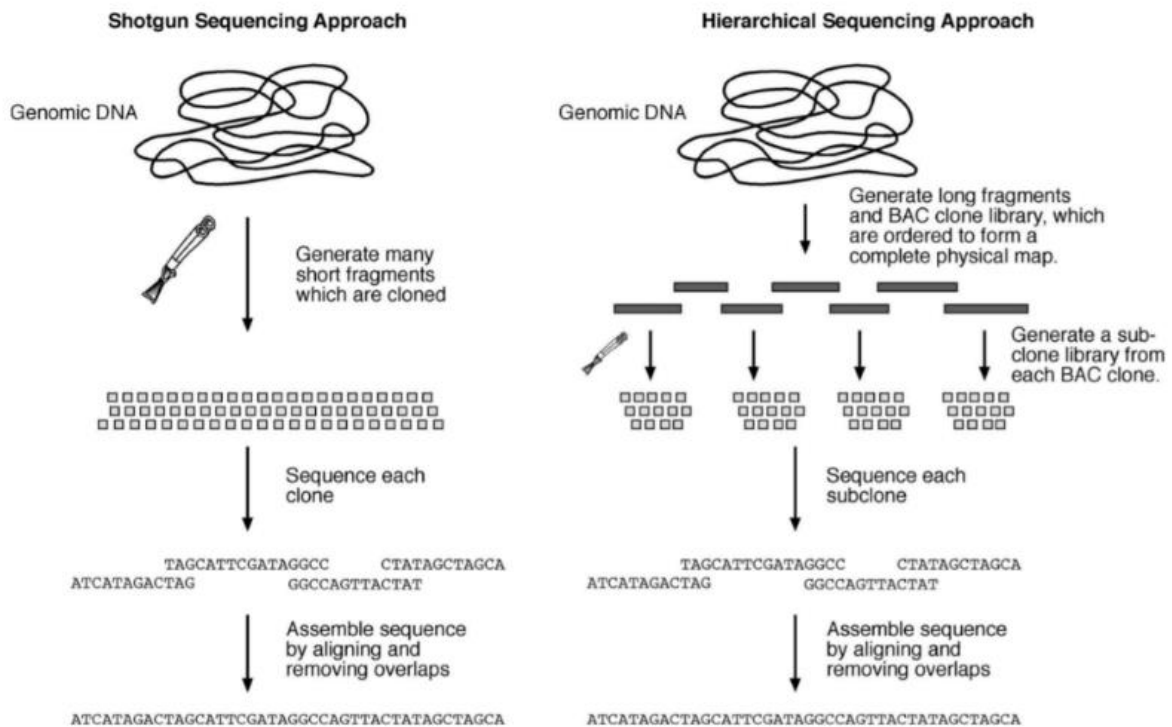 Shotgun Sequencing Approach
Genomic DNA
Generate many
short fragments
which are cloned
Sequence each
clone
TAGCATTCGATAGGCC CTATAGCTAGCA
ATCATAGACTAG GGCCAGTTACTAT
Assemble sequence
by aligning and
removing overlaps
ATCATAGACTAGCATTCGATAGGCCAGTTACTATAGCTAGCA
Hierarchical Sequencing Approach
Genomic DNA
Generate long fragments
and BAC clone library, which
are ordered to form a
complete physical map.
Generate a sub-
clone library from
each BAC clone.
Sequence each
subclone
TAGCATTCGATAGGCC CTATAGCTAGCA
ATCATAGACTAG GGCCAGTTACTAT
Assemble sequence
by aligning and
removing overlaps
ATCATAGACTAGCATTCGATAGGCCAGTTACTATAGCTAGCA